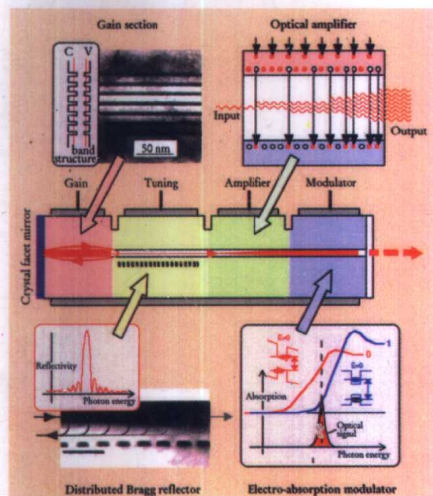 Gain section
Optical amplifier
C V
band
structure
50 nm
Input
Output
Gain
Tuning
Amplifier
Modulator
Crystal facet mirror
Reflectivity
Photon energy
E=0
1
0
E=0
Absorption
Optical
signal
Photon energy
Distributed Bragg reflector
Electro-absorption modulator